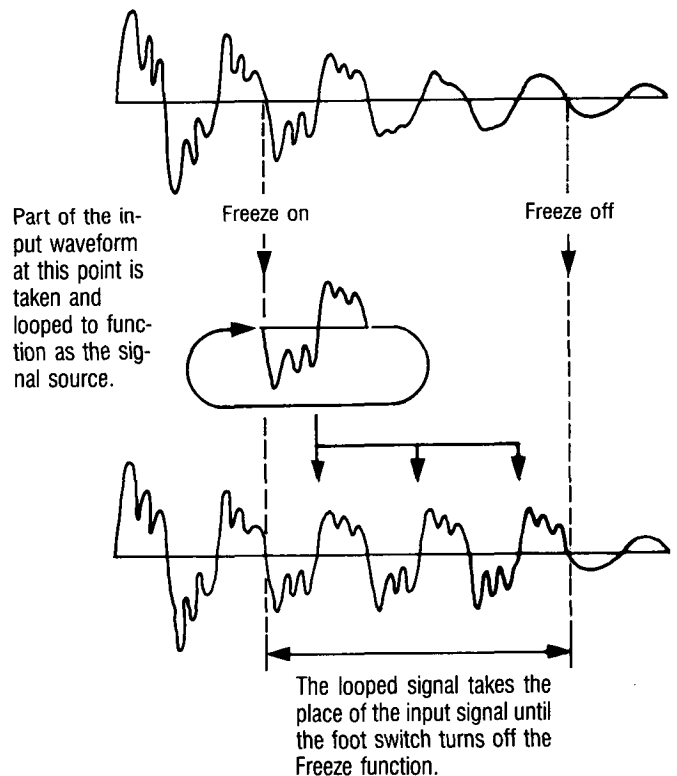 Part of the in-
put waveform
at this point is
taken and
looped to func-
tion as the sig-
nal source.
Freeze on
Freeze off
The looped signal takes the
place of the input signal until
the foot switch turns off the
Freeze function.